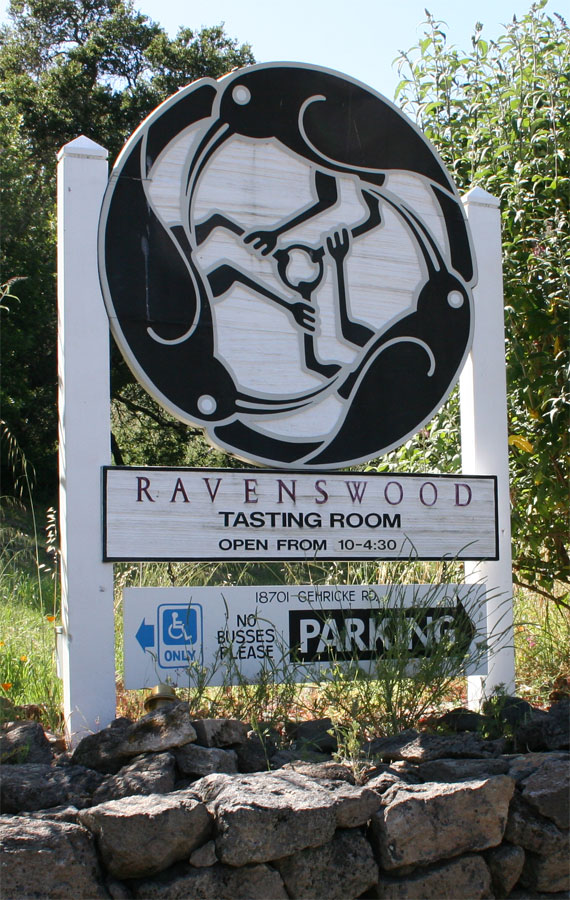 RAVENSWOOD
TASTING ROOM
OPEN FROM 10-4:30
18701 GEHRICKE RD.
ONLY
NO
BUSSES
PLEASE
PARKING